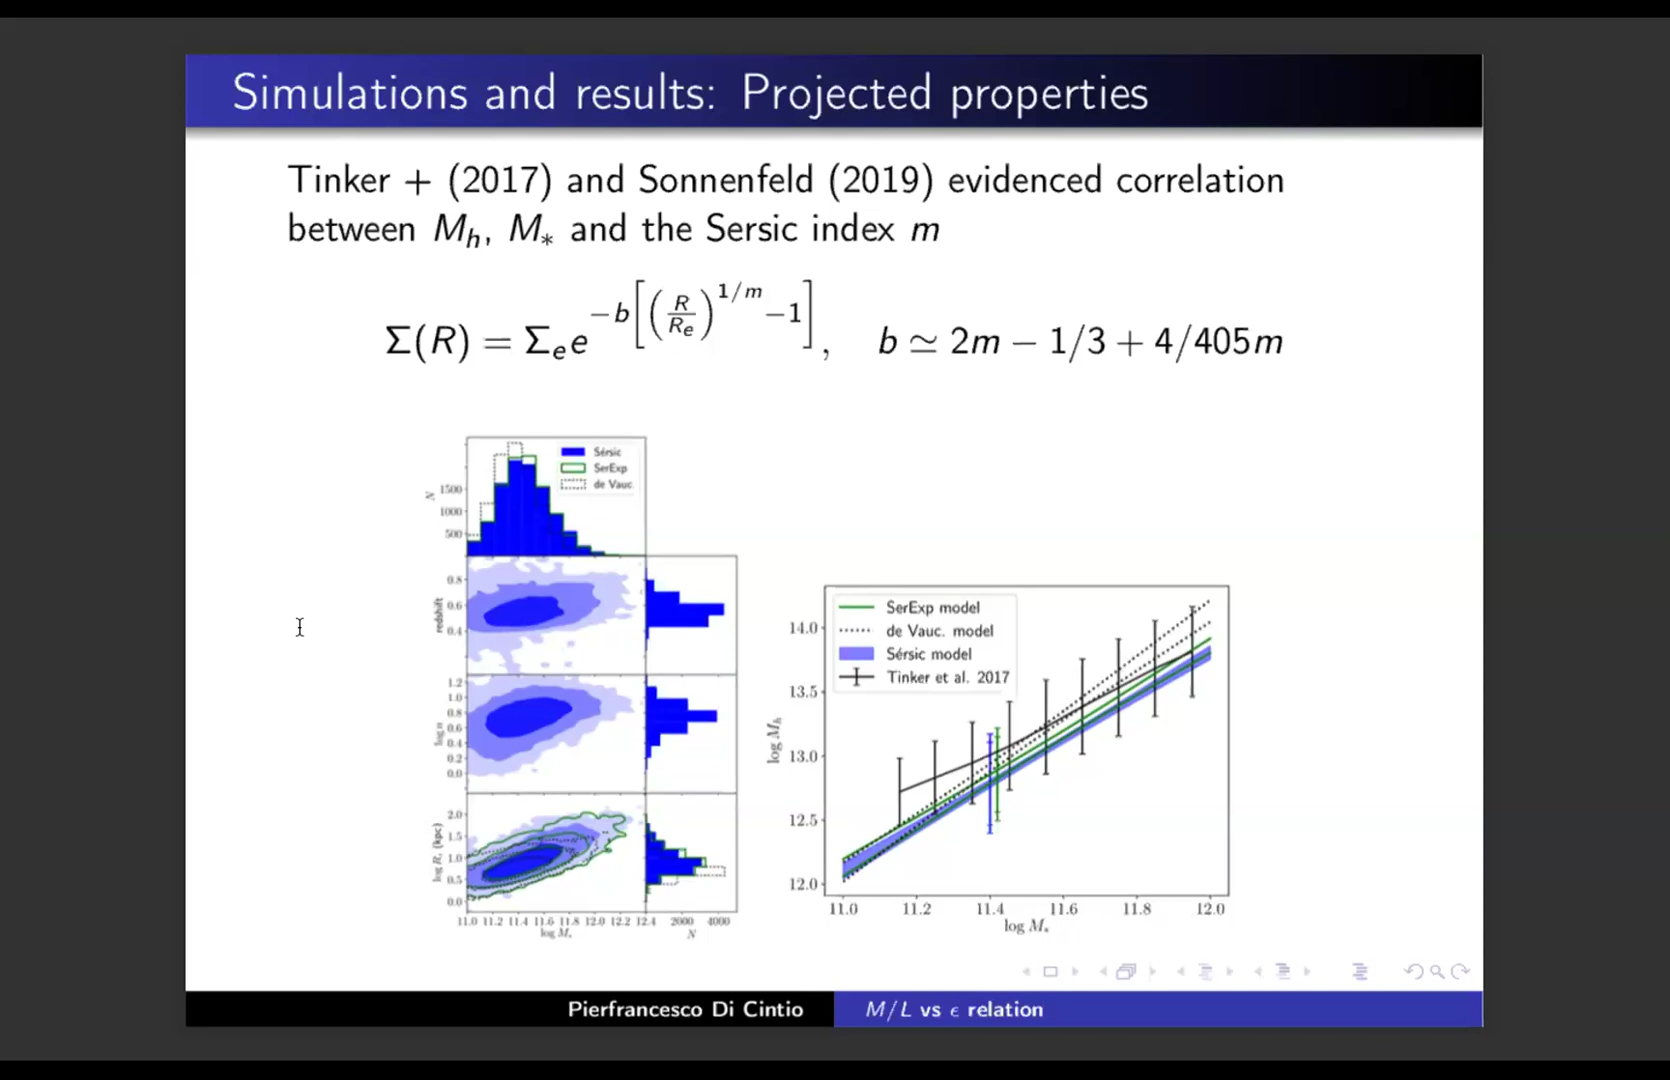 Simulations and results: Projected properties
Tinker + (2017) and Sonnenfeld (2019) evidenced correlation
between M_h, M_* and the Sersic index m
Σ(R) = Σ_e e^{-b[(R/R_e)^{1/m} -1]}, b ≃ 2m − 1/3 + 4/405m
Sérsic
SerExp
de Vauc.
N
1500
1000
500
redshift
0.8
0.6
0.4
log n
1.2
1.0
0.8
0.6
0.4
0.2
0.0
log R_e (kpc)
2.0
1.5
1.0
0.5
0.0
11.0 11.2 11.4 11.6 11.8 12.0 12.2 12.4 2000 4000
log M_* N
SerExp model
de Vauc. model
Sérsic model
Tinker et al. 2017
log M_h
14.0
13.5
13.0
12.5
12.0
11.0 11.2 11.4 11.6 11.8 12.0
log M_*
Pierfrancesco Di Cintio M/L vs ε relation